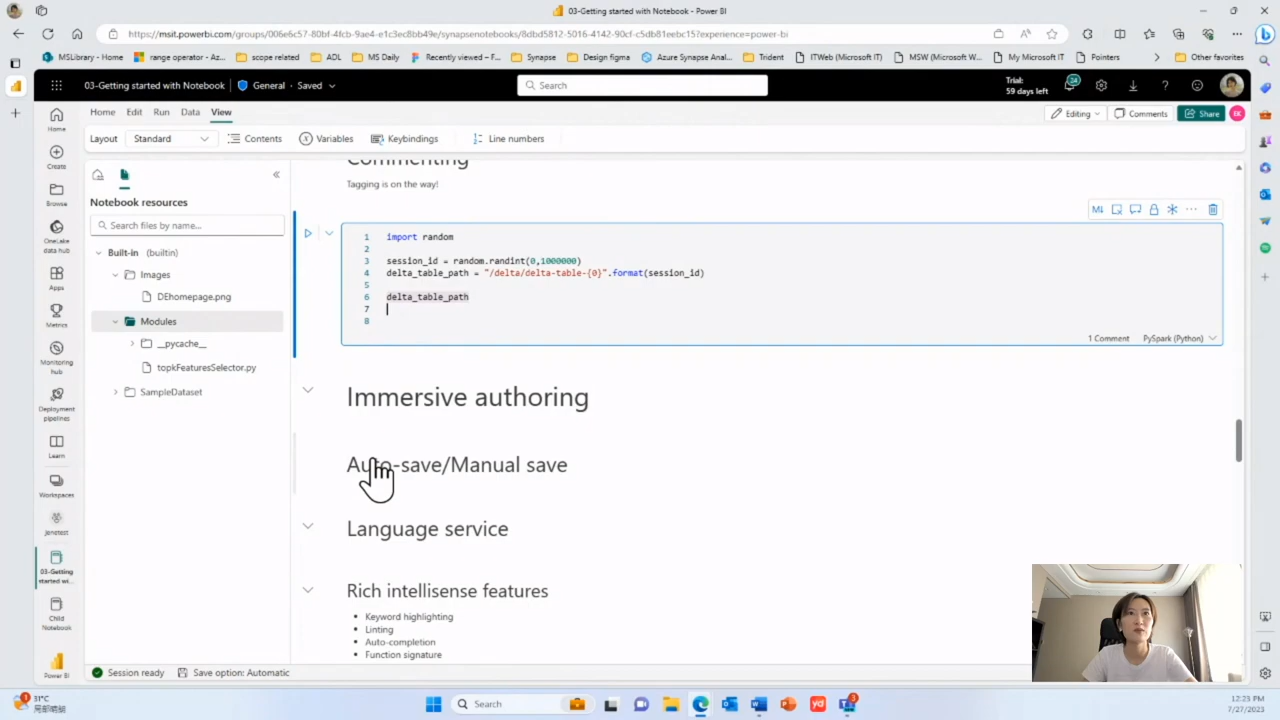 03-Getting started with Notebook - Power BI
https://msit.powerbi.com/groups/006e6c57-80bf-4fcb-9ae4-e1c3ec8bb49e/synapsenotebooks/8dbd5812-5016-4142-90cf-c5db81eebc15?experience=power-bi
MSLibrary - Home
range operator - Az...
scope related
ADL
MS Daily
Recently viewed – F...
Synapse
Design figma
Azure Synapse Anal...
Trident
ITWeb (Microsoft IT)
MSW (Microsoft W...
My Microsoft IT
Pointers
Other favorites
03-Getting started with Notebook
General
Saved
Search
Trial:
59 days left
24
Home
Edit
Run
Data
View
Editing
Comments
Share
EK
Layout
Standard
Contents
Variables
Keybindings
Line numbers
Home
Create
Browse
OneLake
data hub
Apps
Metrics
Monitoring
hub
Deployment
pipelines
Learn
Workspaces
Jenetest
03-Getting
started wi...
Child
Notebook
Power BI
Notebook resources
Search files by name...
Built-in (builtin)
Images
DEhomepage.png
Modules
__pycache__
topkFeaturesSelector.py
SampleDataset
Commenting
Tagging is on the way!
M↓
1 import random
2
3 session_id = random.randint(0,1000000)
4 delta_table_path = "/delta/delta-table-{0}".format(session_id)
5
6 delta_table_path
7
8
1 Comment
PySpark (Python)
Immersive authoring
Auto-save/Manual save
Language service
Rich intellisense features
• Keyword highlighting
• Linting
• Auto-completion
• Function signature
Session ready
Save option: Automatic
31°C
Search
yd
12:23 PM
7/27/2023